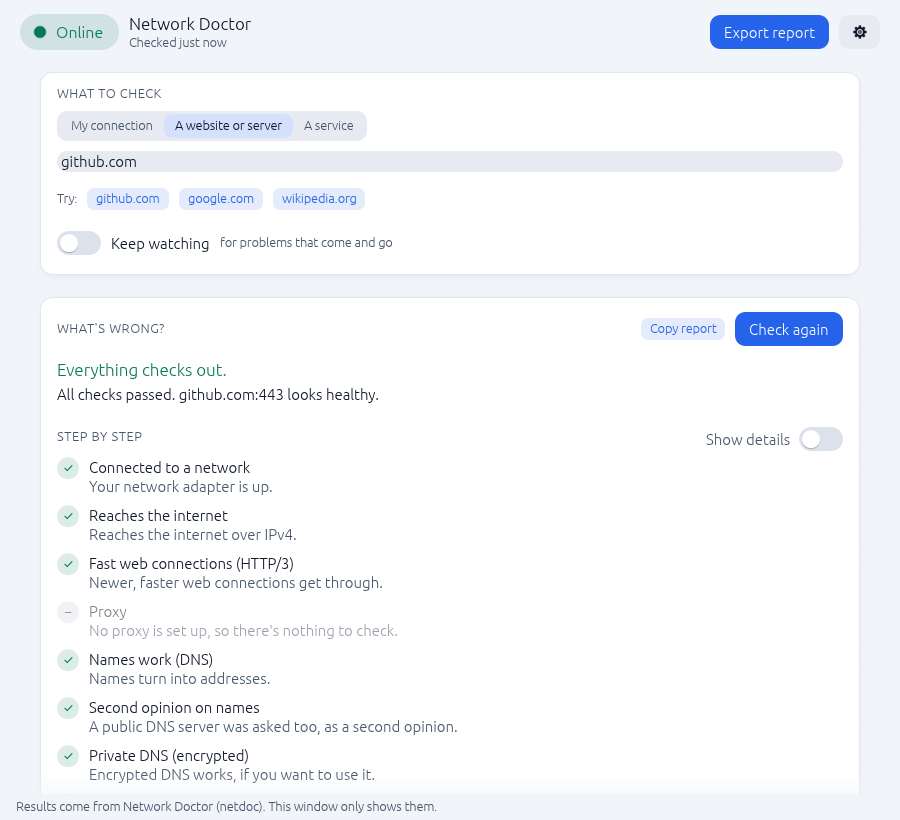 Online
Network Doctor
Checked just now
Export report
WHAT TO CHECK
My connection
A website or server
A service
github.com
Try: github.com google.com wikipedia.org
Keep watching for problems that come and go
WHAT'S WRONG?
Copy report
Check again
Everything checks out.
All checks passed. github.com:443 looks healthy.
STEP BY STEP
Show details
Connected to a network
Your network adapter is up.
Reaches the internet
Reaches the internet over IPv4.
Fast web connections (HTTP/3)
Newer, faster web connections get through.
Proxy
No proxy is set up, so there's nothing to check.
Names work (DNS)
Names turn into addresses.
Second opinion on names
A public DNS server was asked too, as a second opinion.
Private DNS (encrypted)
Encrypted DNS works, if you want to use it.
Results come from Network Doctor (netdoc). This window only shows them.